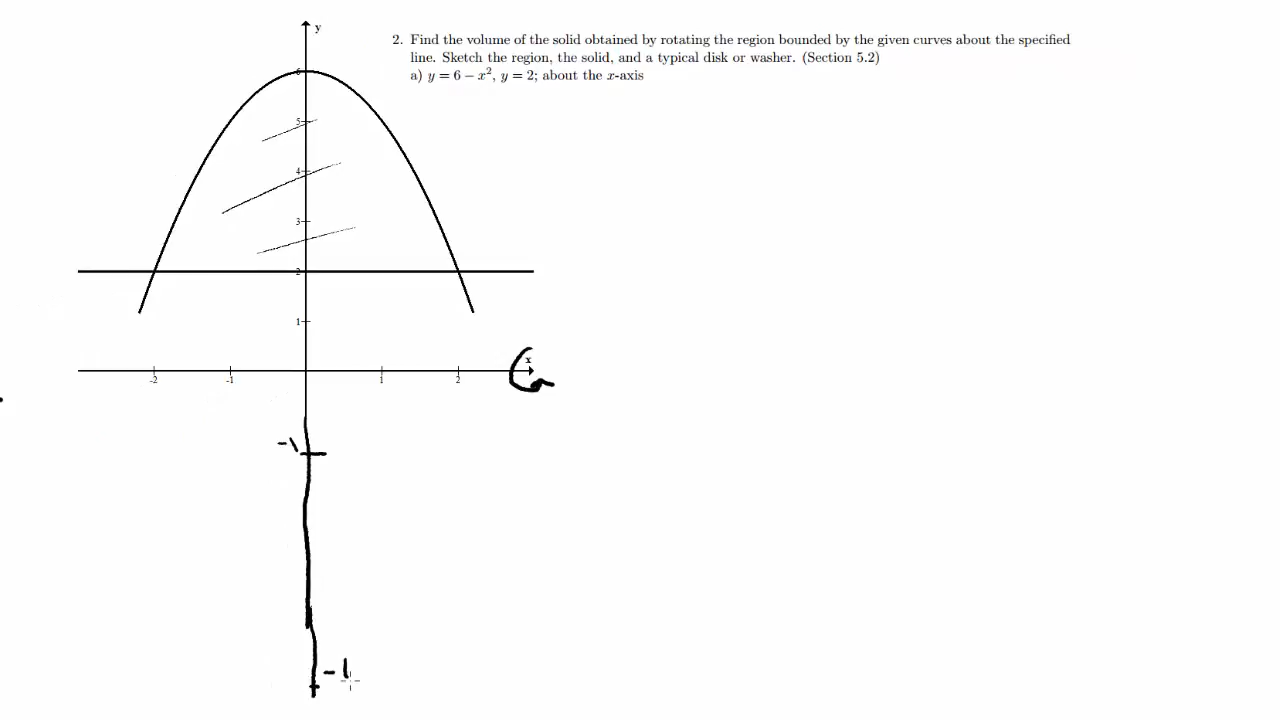 y
2. Find the volume of the solid obtained by rotating the region bounded by the given curves about the specified
line. Sketch the region, the solid, and a typical disk or washer. (Section 5.2)
a) y = 6 − x², y = 2; about the x-axis
6
5
4
3
2
1
x
-2 -1 1 2
-1